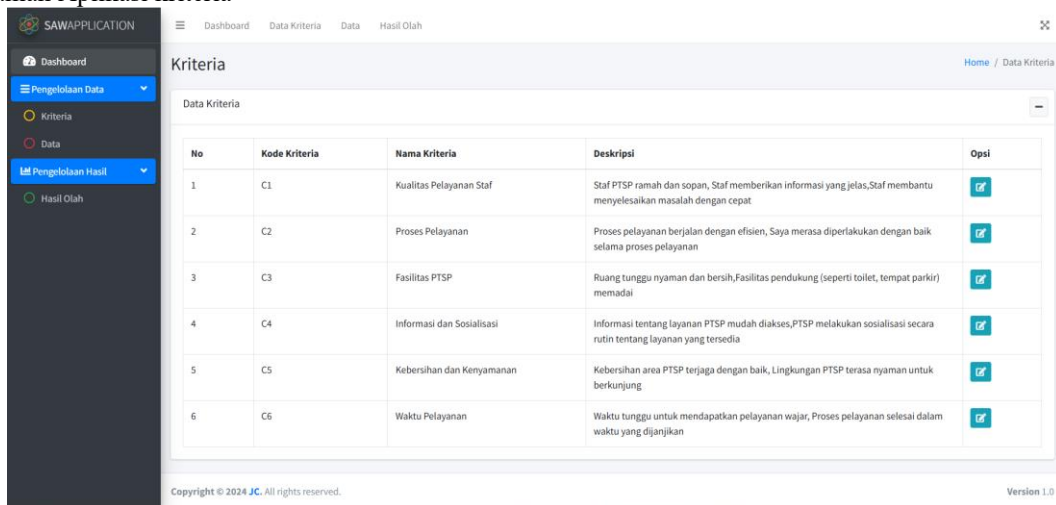 SAWAPPLICATION
Dashboard Data Kriteria Data Hasil Olah
Dashboard
Pengelolaan Data
Kriteria
Data
Pengelolaan Hasil
Hasil Olah
Kriteria
Home / Data Kriteria
Data Kriteria
No Kode Kriteria Nama Kriteria Deskripsi Opsi
1 C1 Kualitas Pelayanan Staf Staf PTSP ramah dan sopan, Staf memberikan informasi yang jelas,Staf membantu
menyelesaikan masalah dengan cepat
2 C2 Proses Pelayanan Proses pelayanan berjalan dengan efisien, Saya merasa diperlakukan dengan baik
selama proses pelayanan
3 C3 Fasilitas PTSP Ruang tunggu nyaman dan bersih,Fasilitas pendukung (seperti toilet, tempat parkir)
memadai
4 C4 Informasi dan Sosialisasi Informasi tentang layanan PTSP mudah diakses,PTSP melakukan sosialisasi secara
rutin tentang layanan yang tersedia
5 C5 Kebersihan dan Kenyamanan Kebersihan area PTSP terjaga dengan baik, Lingkungan PTSP terasa nyaman untuk
berkunjung
6 C6 Waktu Pelayanan Waktu tunggu untuk mendapatkan pelayanan wajar, Proses pelayanan selesai dalam
waktu yang dijanjikan
Copyright © 2024 JC. All rights reserved.
Version 1.0